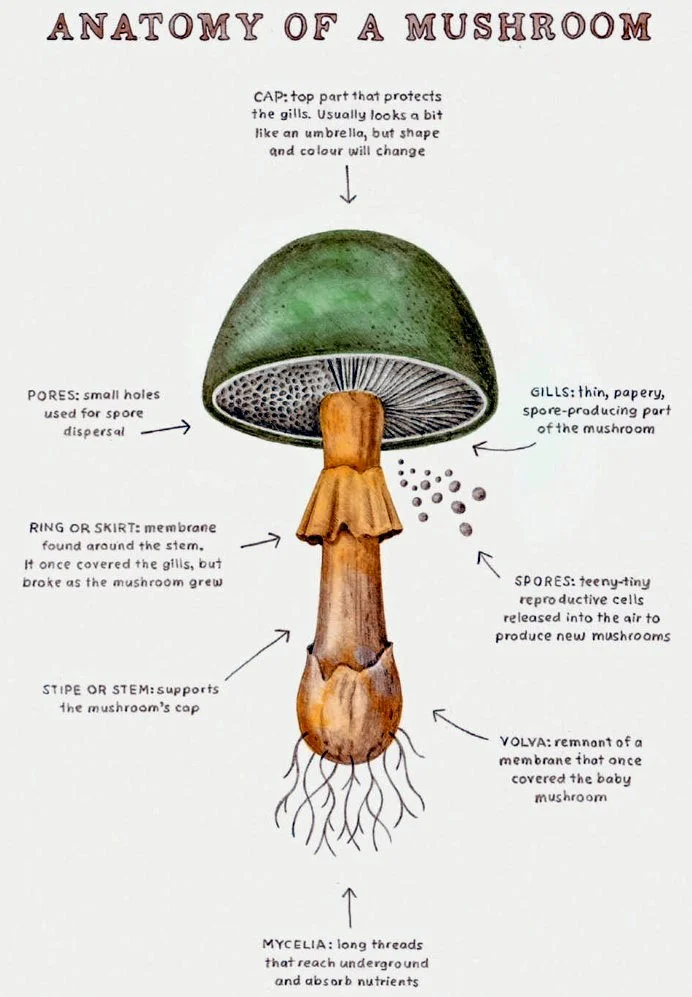 ANATOMY OF A MUSHROOM
CAP: top part that protects
the gills. Usually looks a bit
like an umbrella, but shape
and colour will change
PORES: small holes
used for spore
dispersal
GILLS: thin, papery,
spore-producing part
of the mushroom
RING OR SKIRT: membrane
found around the stem.
It once covered the gills, but
broke as the mushroom grew
SPORES: teeny-tiny
reproductive cells
released into the air to
produce new mushrooms
STIPE OR STEM: supports
the mushroom's cap
VOLVA: remnant of a
membrane that once
covered the baby
mushroom
MYCELIA: long threads
that reach underground
and absorb nutrients